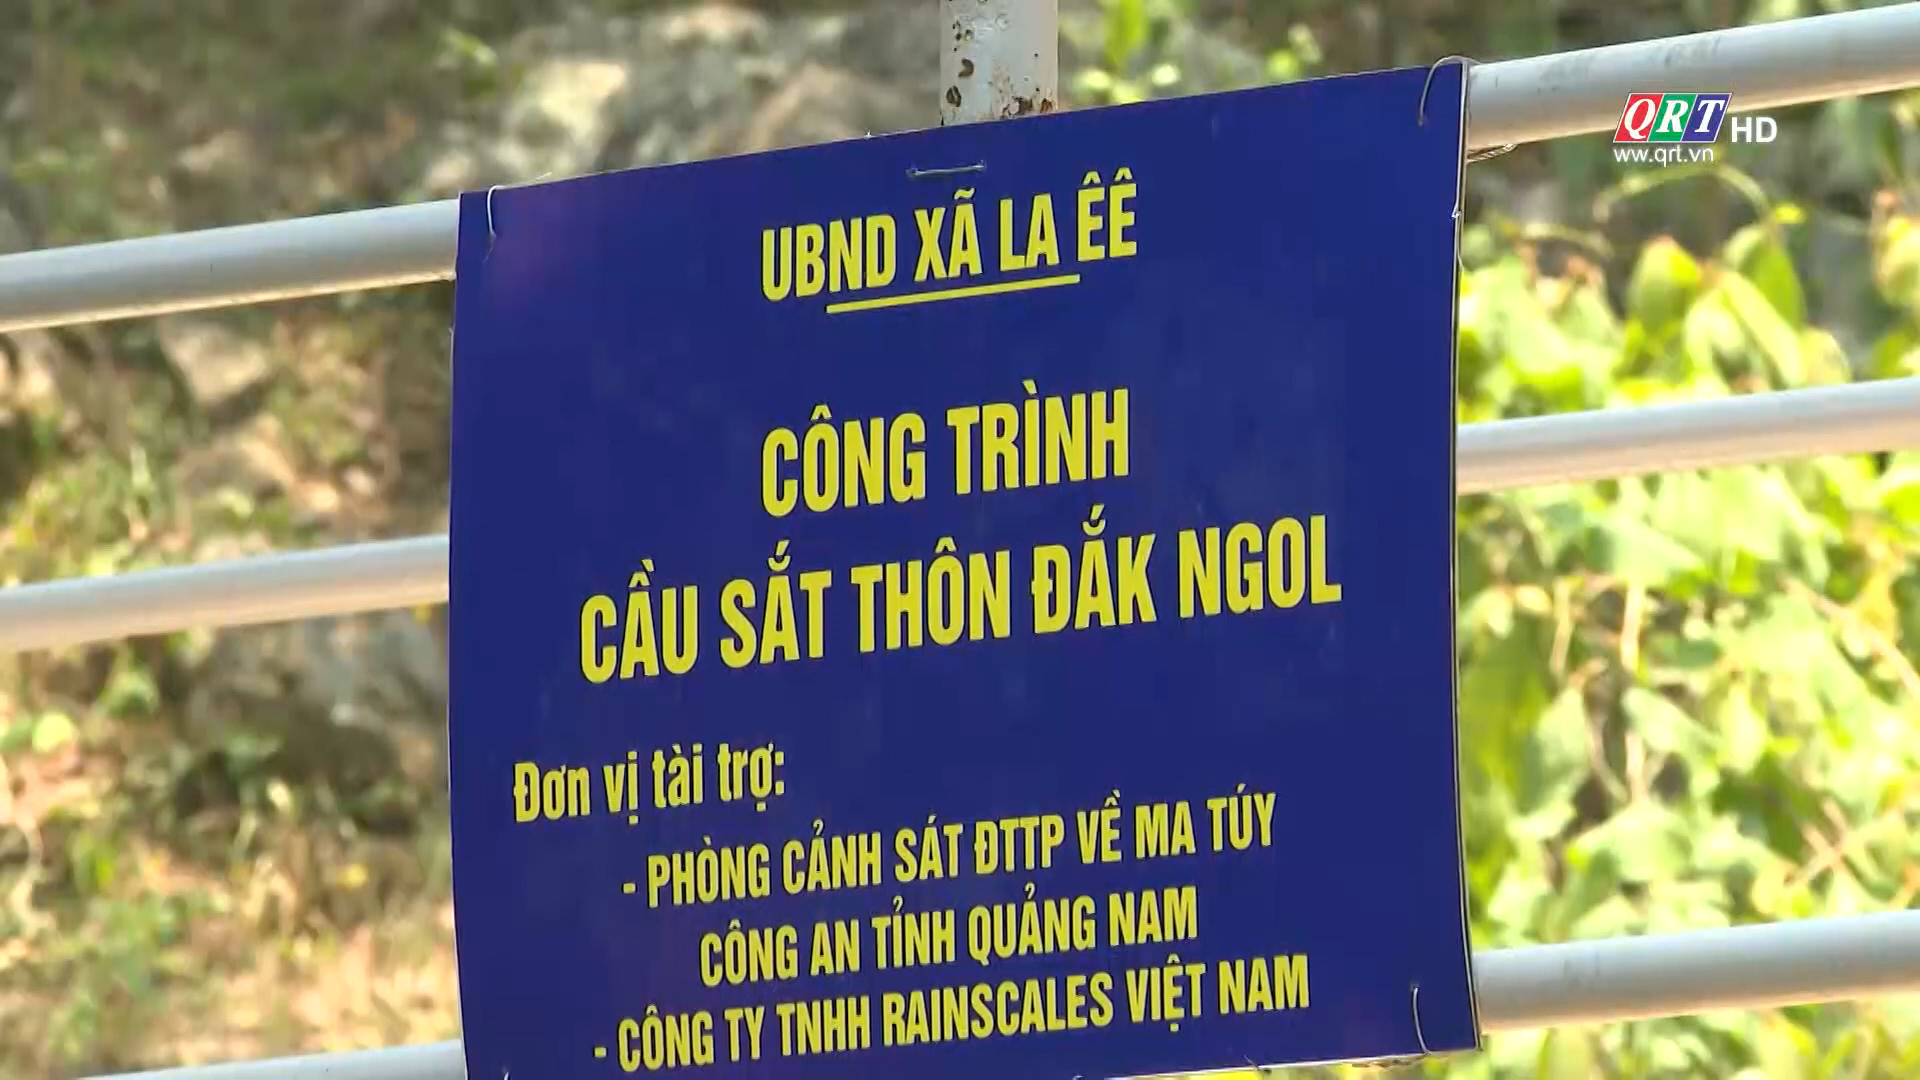 QRT HD
ww.qrt.vn
UBND XÃ LA ÊÊ
CÔNG TRÌNH
CẦU SẮT THÔN ĐẮK NGOL
Đơn vị tài trợ:
- PHÒNG CẢNH SÁT ĐTTP VỀ MA TÚY
CÔNG AN TỈNH QUẢNG NAM
- CÔNG TY TNHH RAINSCALES VIỆT NAM